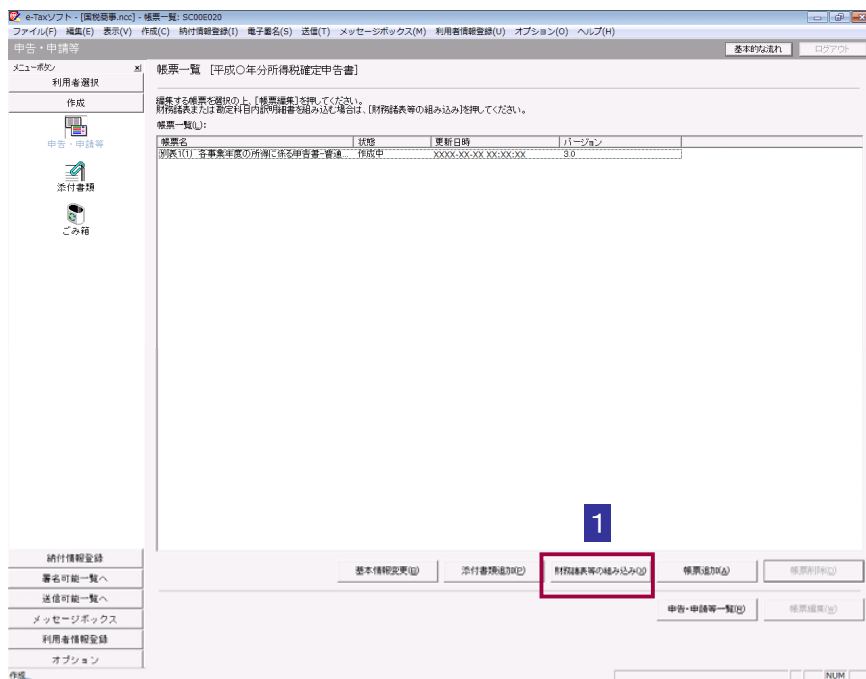 e-Taxソフト - [国税商事.ncc] - 帳票一覧: SC00E020
ファイル(F) 編集(E) 表示(V) 作成(C) 納付情報登録(I) 電子署名(S) 送信(T) メッセージボックス(M) 利用者情報登録(U) オプション(O) ヘルプ(H)
申告・申請等
基本的な流れ
ログアウト
メニューボタン x
利用者選択
作成
申告・申請等
添付書類
ごみ箱
帳票一覧 [平成○年分所得税確定申告書]
編集する帳票を選択の上、[帳票編集]を押してください。
財務諸表または勘定科目内訳明細書を組み込む場合は、[財務諸表等の組み込み]を押してください。
帳票一覧(L):
帳票名 状態 更新日時 バージョン
別表1(1) 各事業年度の所得に係る申告書-普通... 作成中 XXXX-XX-XX XX:XX:XX 3.0
1
納付情報登録
署名可能一覧へ
送信可能一覧へ
メッセージボックス
利用者情報登録
オプション
基本情報変更(B) 添付書類追加(P) 財務諸表等の組み込み(X) 帳票追加(A) 帳票削除(D)
申告・申請等一覧(R) 帳票編集(W)
作成
NUM